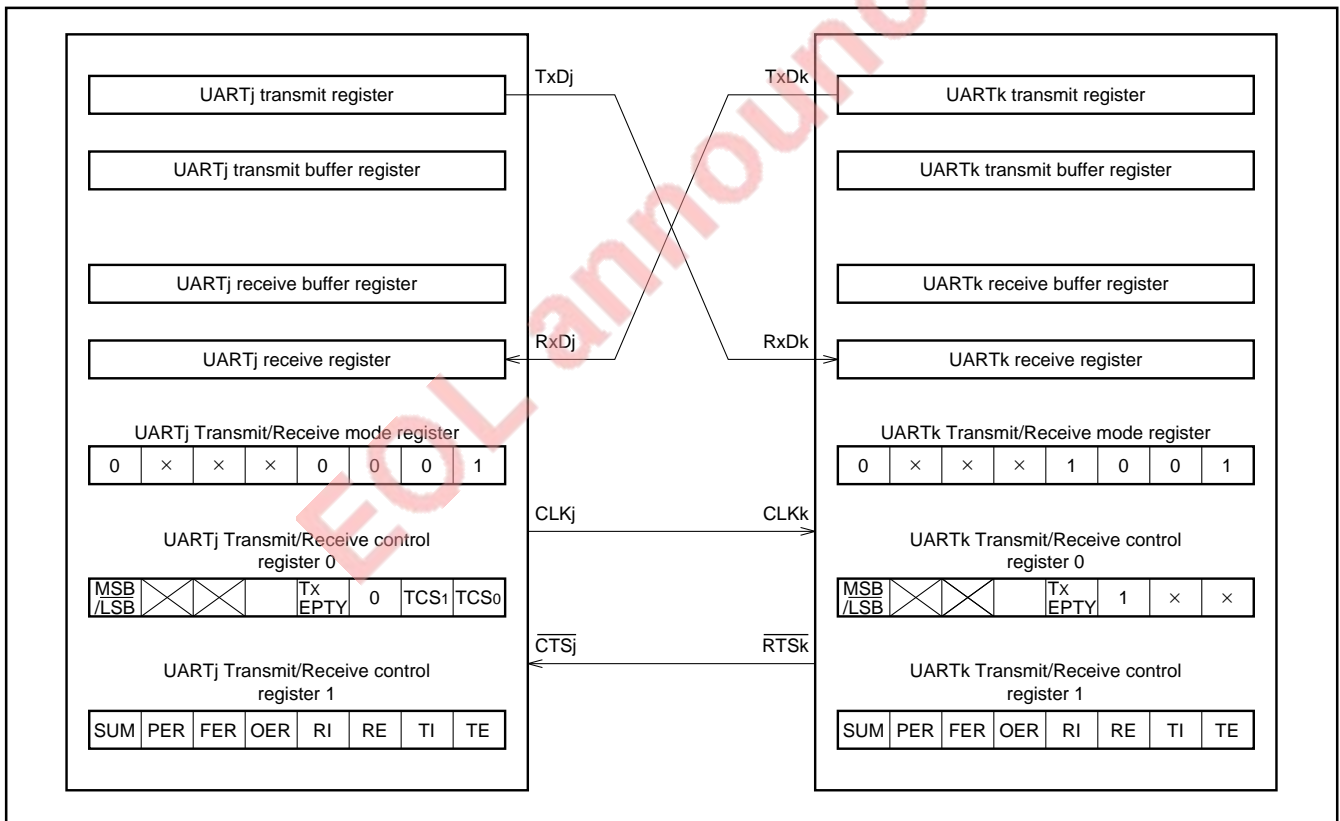 TxDj TxDk
UARTj transmit register UARTk transmit register
UARTj transmit buffer register UARTk transmit buffer register
UARTj receive buffer register UARTk receive buffer register
RxDj RxDk
UARTj receive register UARTk receive register
UARTj Transmit/Receive mode register UARTk Transmit/Receive mode register
0 × × × 0 0 0 1 0 × × × 1 0 0 1
CLKj CLKk
UARTj Transmit/Receive control UARTk Transmit/Receive control
register 0 register 0
MSB/LSB TX EPTY 0 TCS1 TCS0 MSB/LSB TX EPTY 1 × ×
CTSj RTSk
UARTj Transmit/Receive control UARTk Transmit/Receive control
register 1 register 1
SUM PER FER OER RI RE TI TE SUM PER FER OER RI RE TI TE
EOL announ